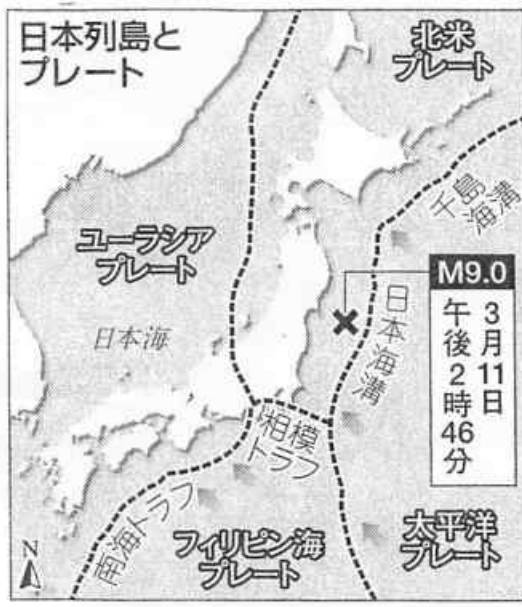 日本列島と
プレート
北米
プレート
千島
海溝
ユーラシア
プレート
日本海
M9.0
3月11日
午後2時46分
日本海溝
相模
トラフ
南海トラフ
フィリピン海
プレート
太平洋
プレート
N